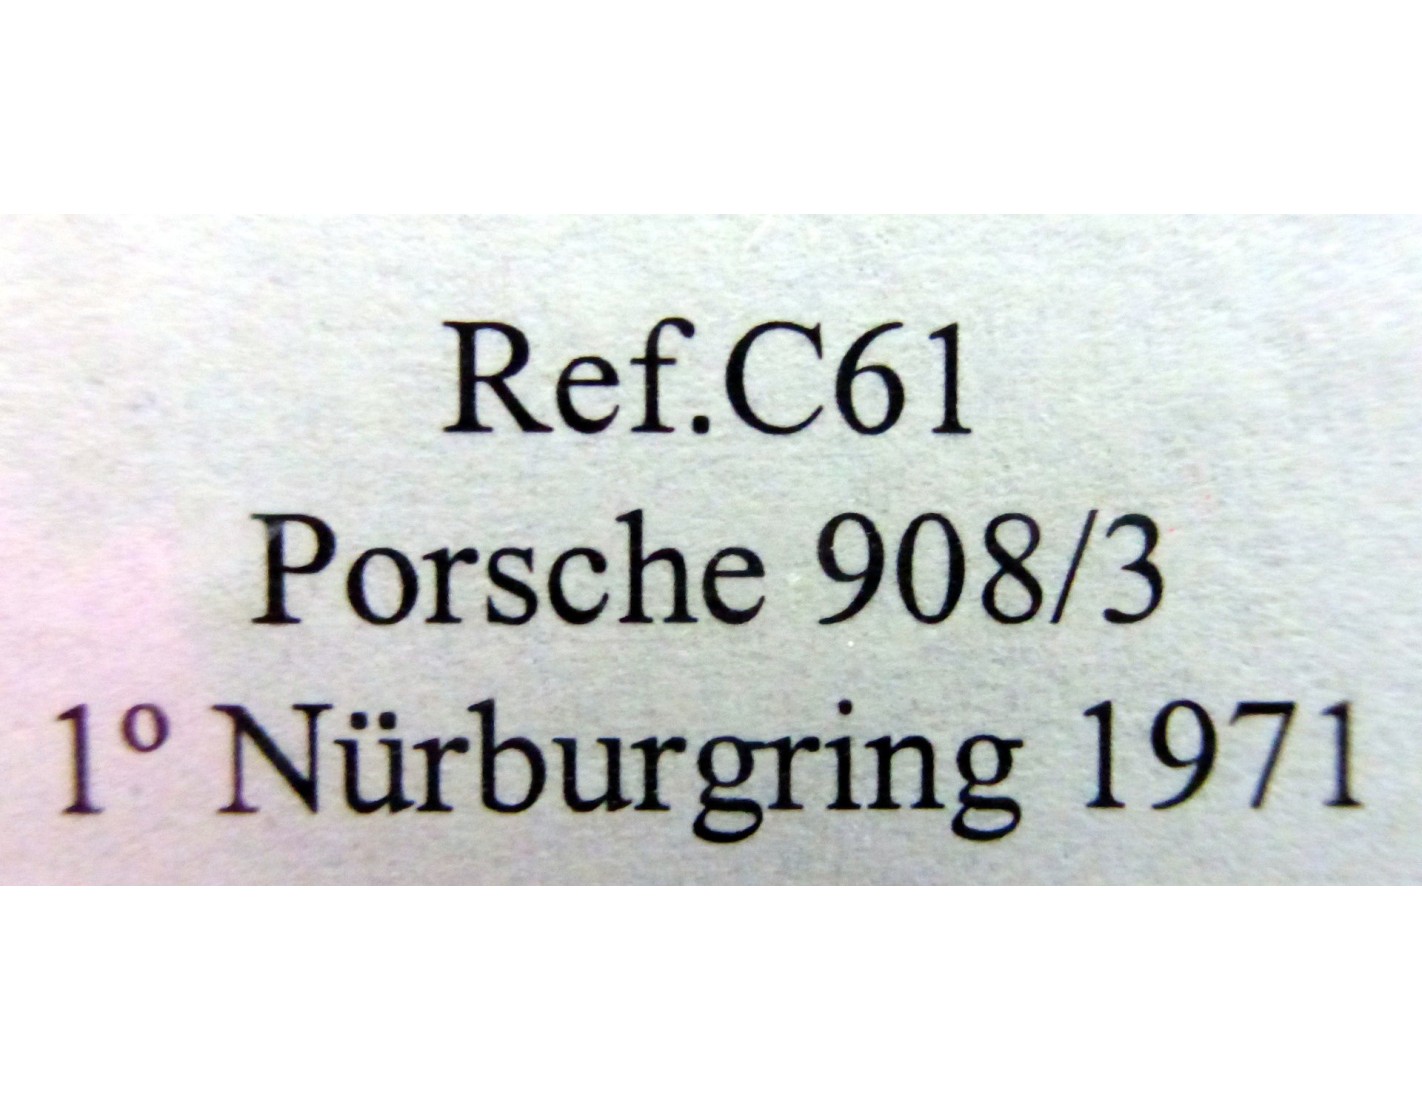 Ref.C61
Porsche 908/3
1º Nürburgring 1971